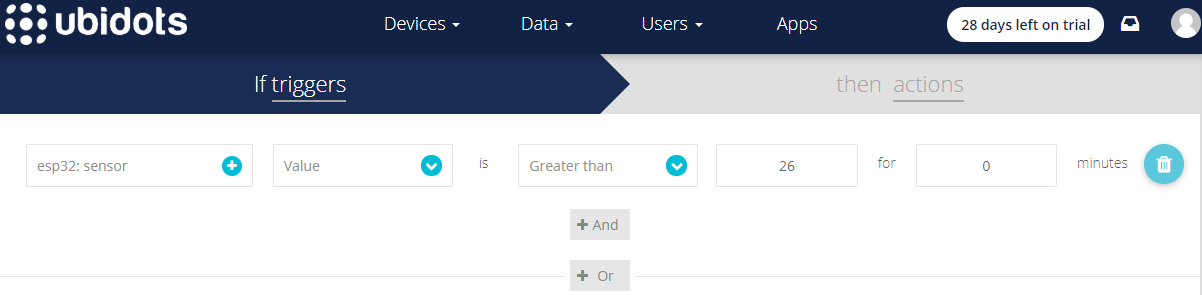 ubidots Devices Data Users Apps 28 days left on trial
If triggers then actions
esp32: sensor Value is Greater than 26 for 0 minutes
+ And
+ Or